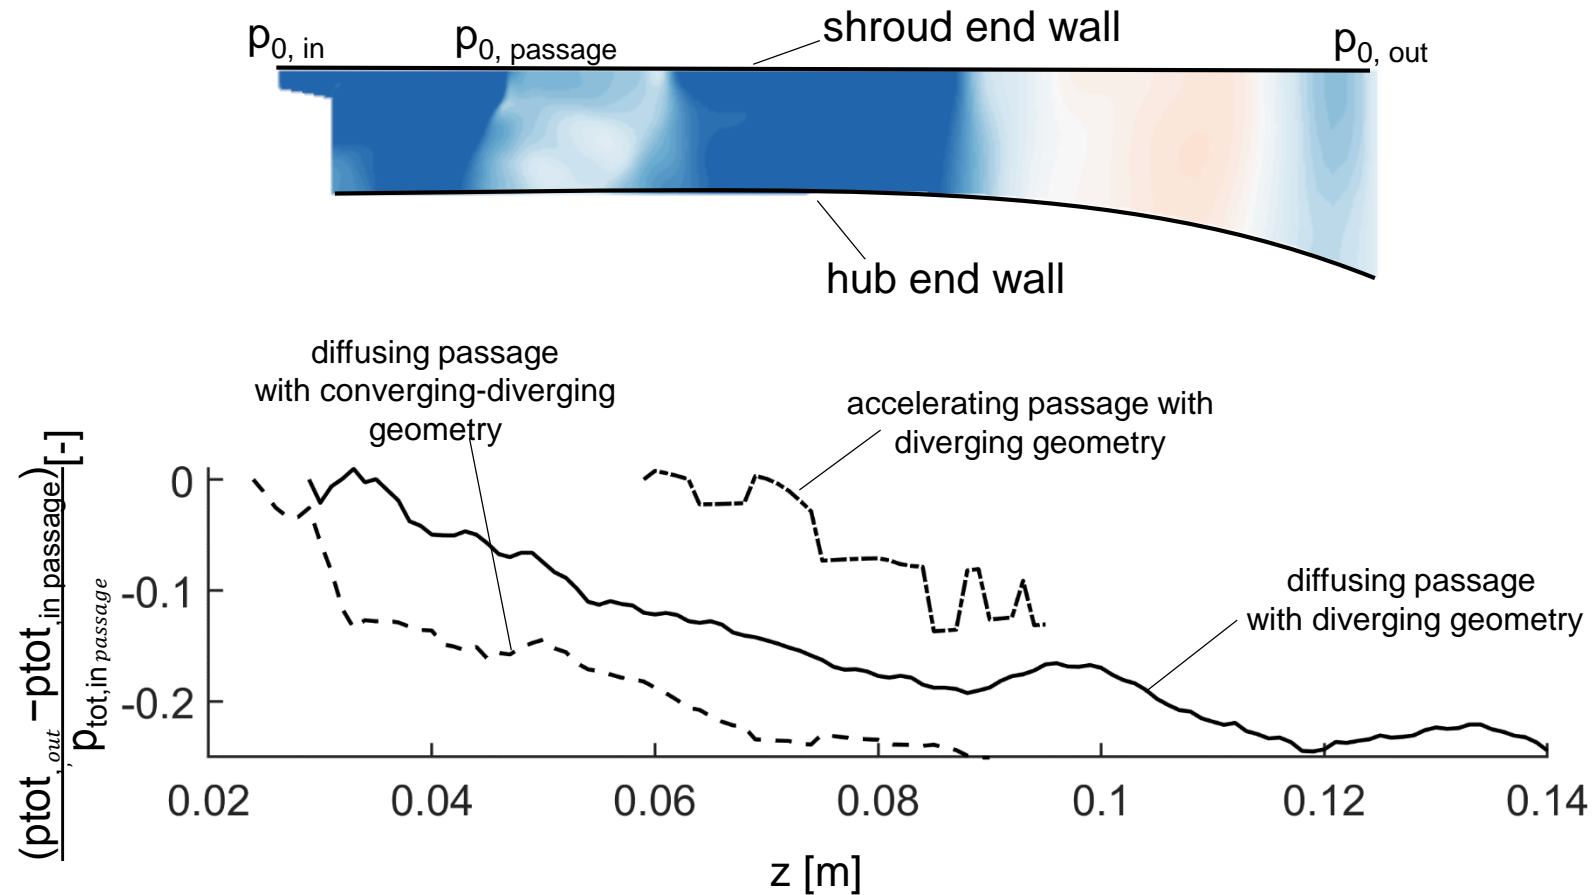 shroud end wall
p0, in
p0, passage
p0, out
hub end wall
diffusing passage
with converging-diverging
geometry
accelerating passage with
diverging geometry
diffusing passage
with diverging geometry
(ptot,out −ptot,in passage)
ptot,in passage
[-]
0
-0.1
-0.2
0.02 0.04 0.06 0.08 0.1 0.12 0.14
z [m]